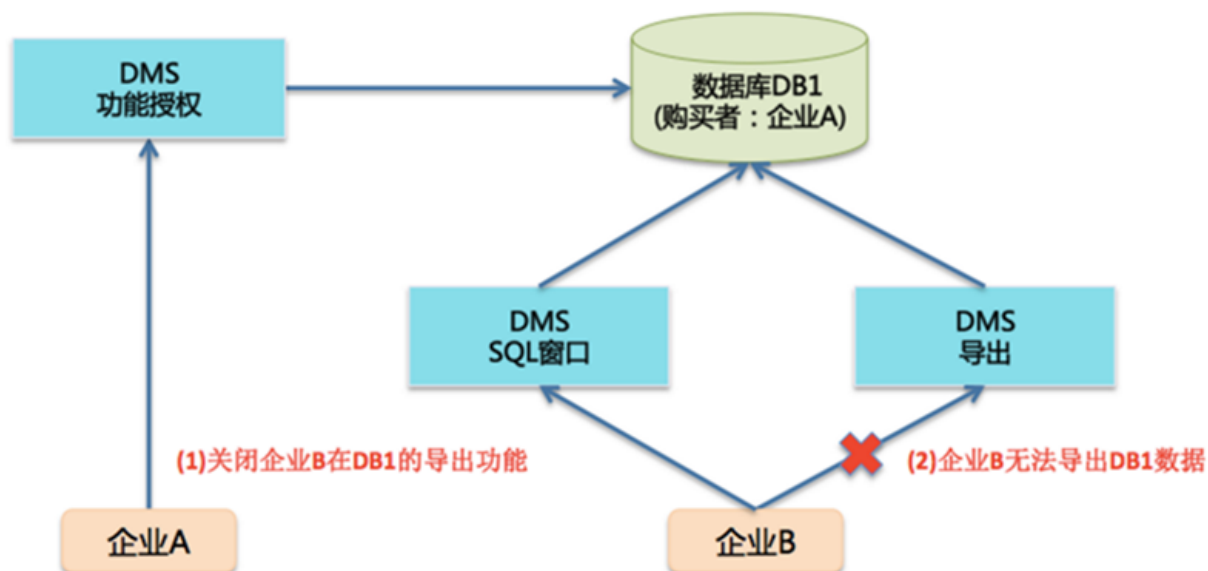 DMS
功能授权
数据库DB1
(购买者：企业A)
DMS
SQL窗口
DMS
导出
(1)关闭企业B在DB1的导出功能
(2)企业B无法导出DB1数据
企业A
企业B